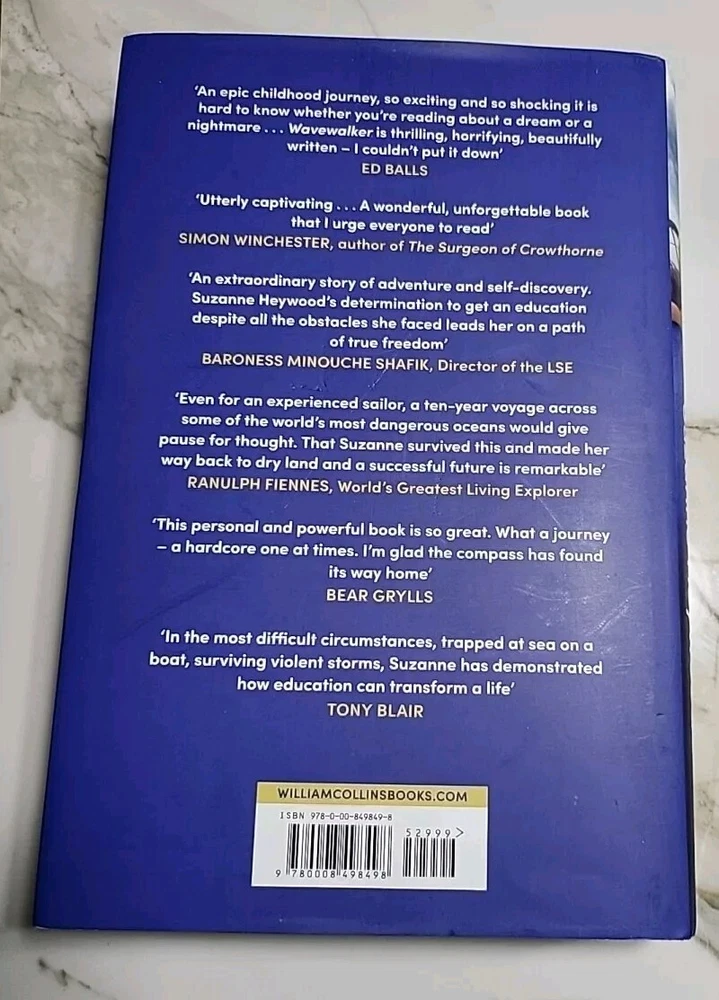 ‘An epic childhood journey, so exciting and so shocking it is
hard to know whether you’re reading about a dream or a
nightmare . . . Wavewalker is thrilling, horrifying, beautifully
written – I couldn’t put it down’
ED BALLS
‘Utterly captivating . . . A wonderful, unforgettable book
that I urge everyone to read’
SIMON WINCHESTER, author of The Surgeon of Crowthorne
‘An extraordinary story of adventure and self-discovery.
Suzanne Heywood’s determination to get an education
despite all the obstacles she faced leads her on a path
of true freedom’
BARONESS MINOUCHE SHAFIK, Director of the LSE
‘Even for an experienced sailor, a ten-year voyage across
some of the world’s most dangerous oceans would give
pause for thought. That Suzanne survived this and made her
way back to dry land and a successful future is remarkable’
RANULPH FIENNES, World’s Greatest Living Explorer
‘This personal and powerful book is so great. What a journey
– a hardcore one at times. I’m glad the compass has found
its way home’
BEAR GRYLLS
‘In the most difficult circumstances, trapped at sea on a
boat, surviving violent storms, Suzanne has demonstrated
how education can transform a life’
TONY BLAIR
WILLIAMCOLLINSBOOKS.COM
ISBN 978-0-00-849849-8
52999>
9 780008 498498